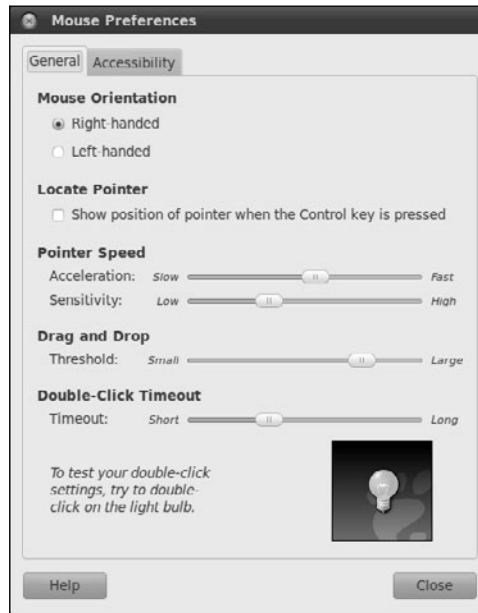 Mouse Preferences
General
Accessibility
Mouse Orientation
Right-handed
Left-handed
Locate Pointer
Show position of pointer when the Control key is pressed
Pointer Speed
Acceleration: Slow Fast
Sensitivity: Low High
Drag and Drop
Threshold: Small Large
Double-Click Timeout
Timeout: Short Long
To test your double-click
settings, try to double-
click on the light bulb.
Help
Close